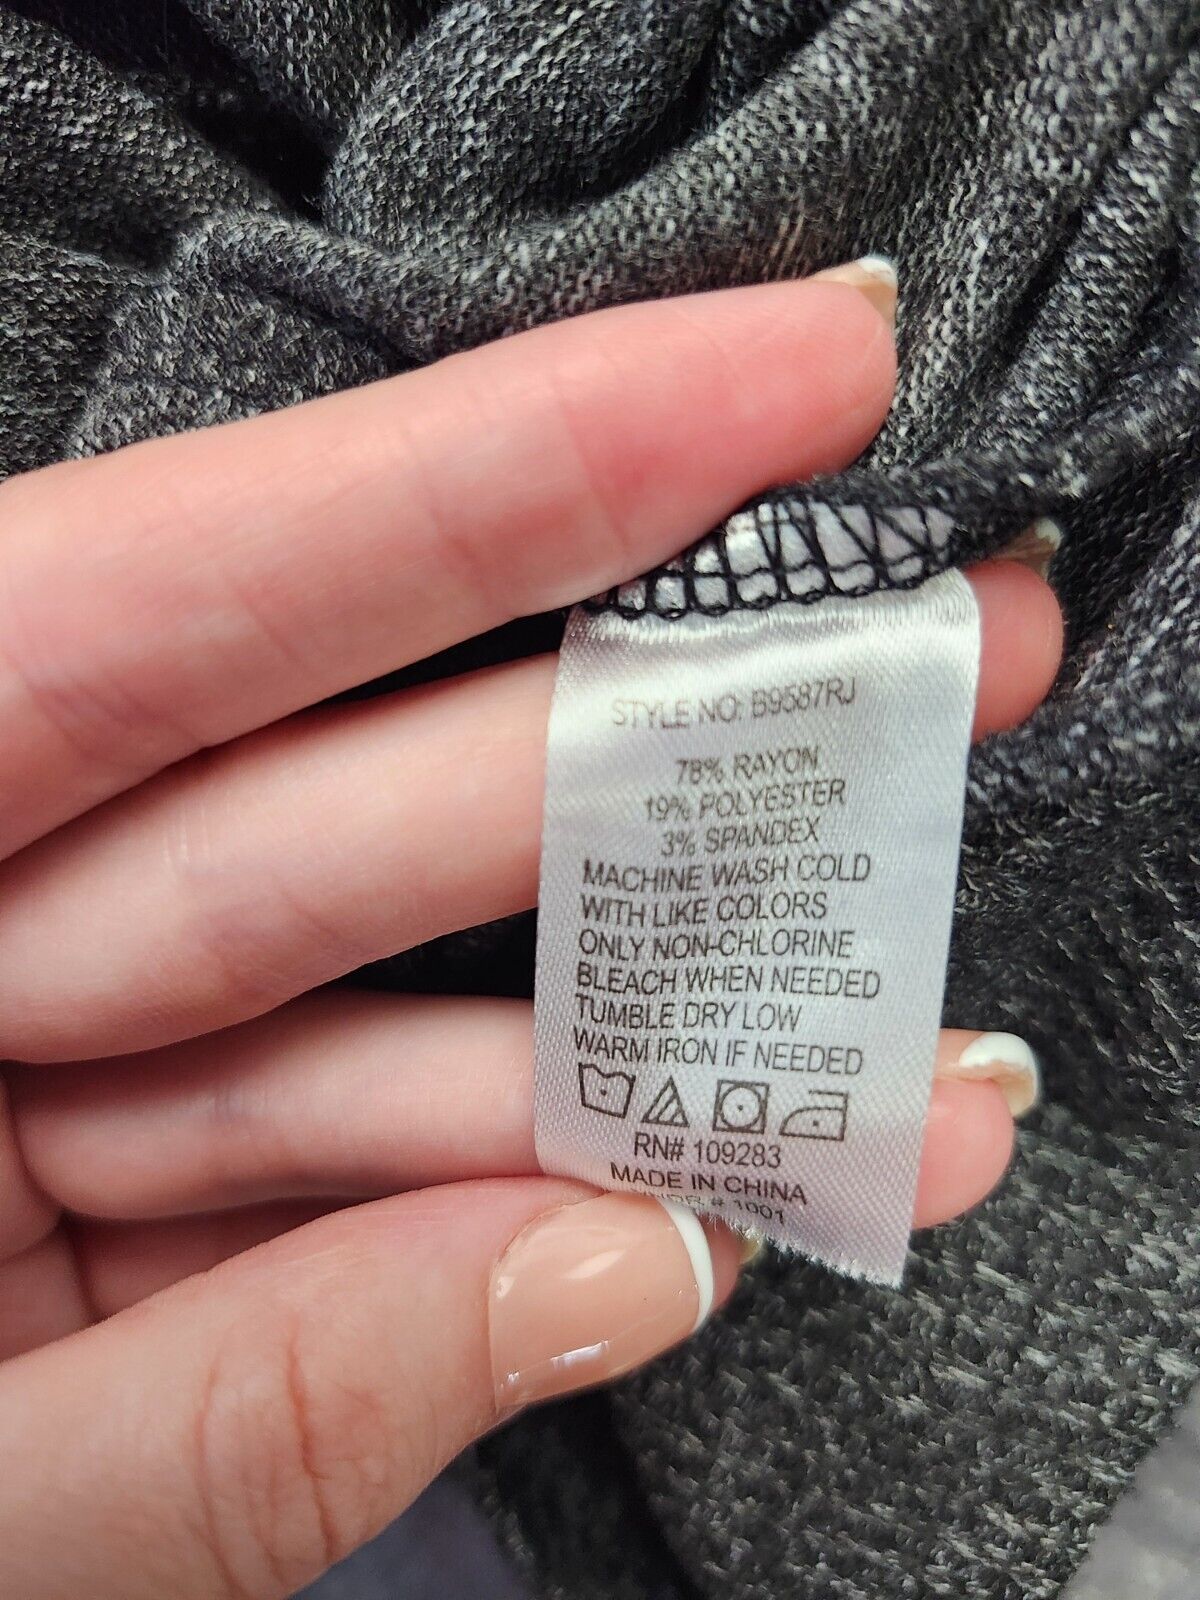 STYLE NO: B9587RJ
78% RAYON
19% POLYESTER
3% SPANDEX
MACHINE WASH COLD
WITH LIKE COLORS
ONLY NON-CHLORINE
BLEACH WHEN NEEDED
TUMBLE DRY LOW
WARM IRON IF NEEDED
RN# 109283
MADE IN CHINA
# 1001